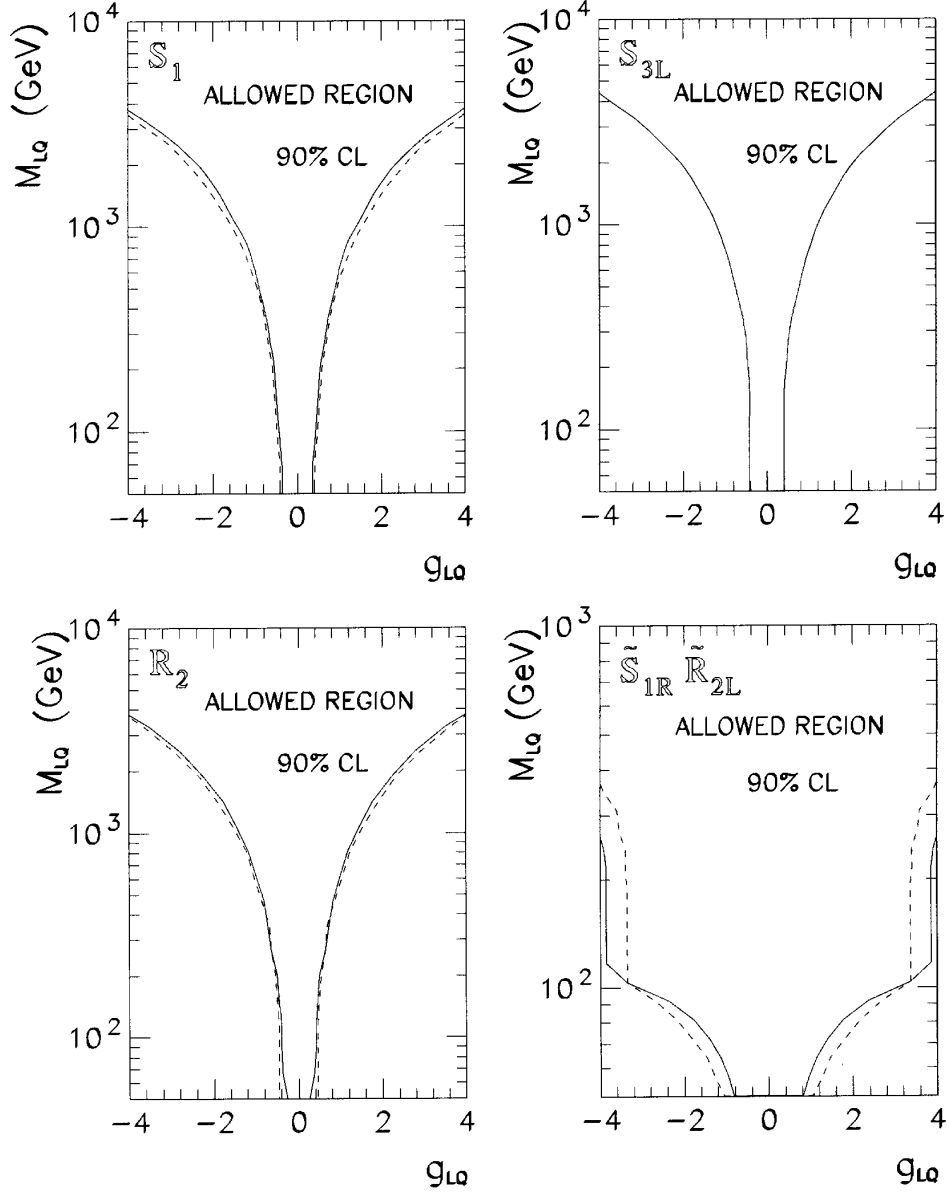 M_LQ (GeV)
10^4
10^3
10^2
S_1
ALLOWED REGION
90% CL
−4 −2 0 2 4
g_LQ
M_LQ (GeV)
10^4
10^3
10^2
S_3L
ALLOWED REGION
90% CL
−4 −2 0 2 4
g_LQ
M_LQ (GeV)
10^4
10^3
10^2
R_2
ALLOWED REGION
90% CL
−4 −2 0 2 4
g_LQ
M_LQ (GeV)
10^3
10^2
S̃_1R R̃_2L
ALLOWED REGION
90% CL
−4 −2 0 2 4
g_LQ